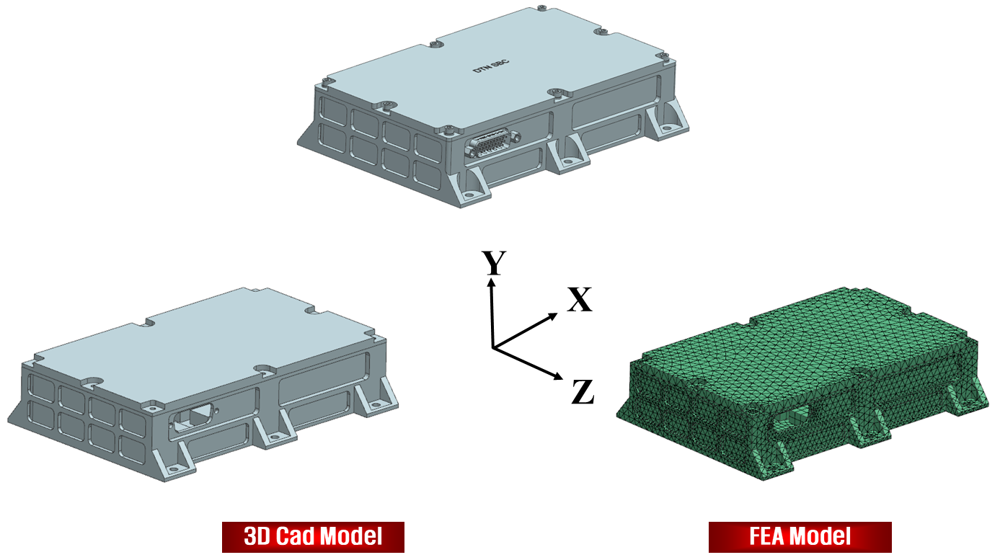 DTN SBC
Y
X
Z
3D Cad Model
FEA Model